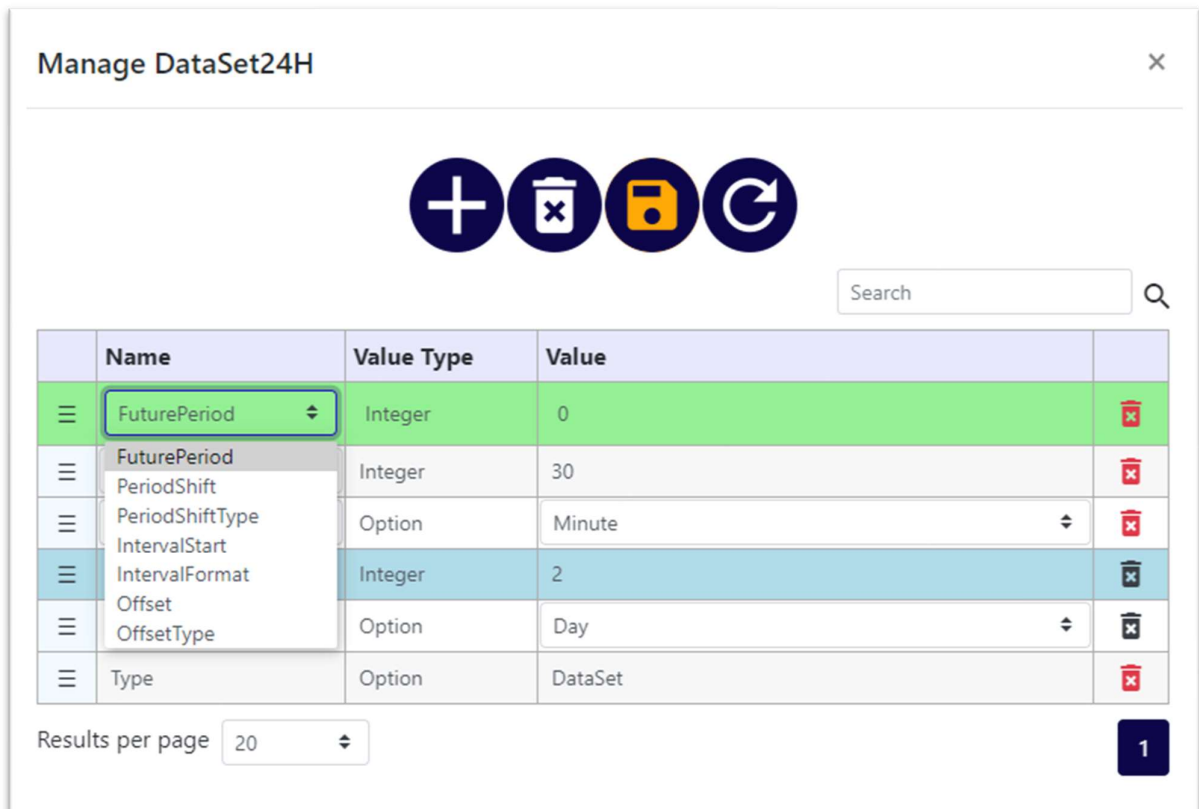 Manage DataSet24H ×
Search
Name Value Type Value
FuturePeriod Integer 0
FuturePeriod
PeriodShift
PeriodShiftType
IntervalStart
IntervalFormat
Offset
OffsetType
Integer 30
Option Minute
Integer 2
Option Day
Type Option DataSet
Results per page 20 1